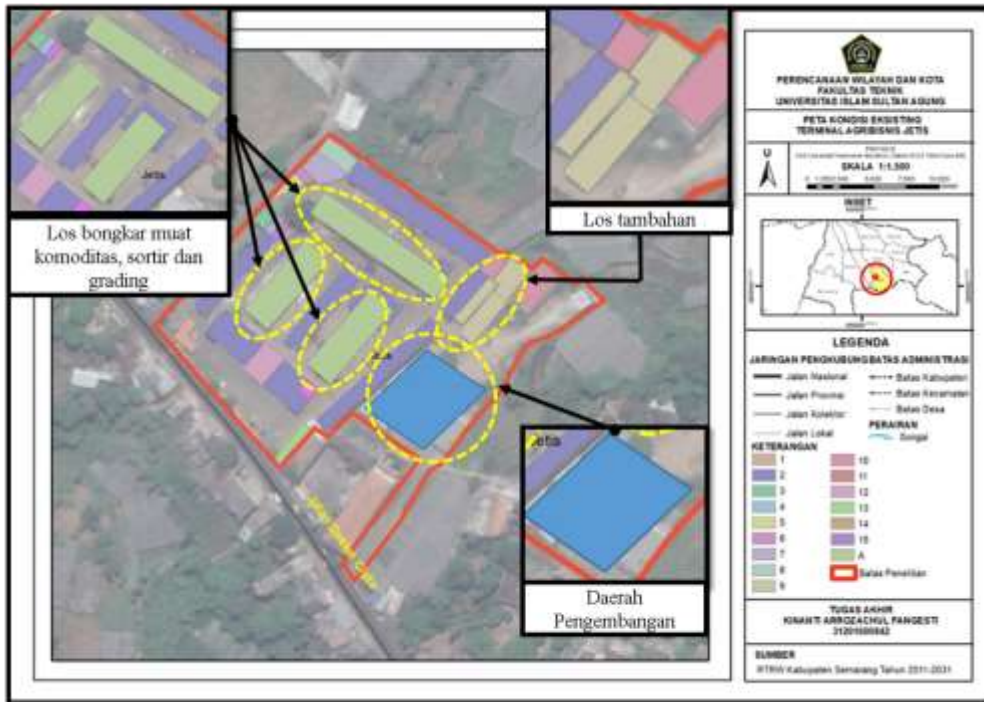 Jetis
Los bongkar muat
komoditas, sortir dan
grading
Los tambahan
Jetis
Daerah
Pengembangan
PERENCANAAN WILAYAH DAN KOTA
FAKULTAS TEKNIK
UNIVERSITAS ISLAM SULTAN AGUNG
PETA KONDISI EKSISTING
TERMINAL AGRIBISNIS JETIS
U
SKALA 1:1.500
INSET
LEGENDA
JARINGAN PENGHUBUNG
BATAS ADMINISTRASI
Jalan Nasional
Jalan Provinsi
Jalan Kolektor
Jalan Lokal
Batas Kabupaten
Batas Kecamatan
Batas Desa
PERAIRAN
Sungai
KETERANGAN
1
2
3
4
5
6
7
8
9
10
11
12
13
14
15
A
Batas Penelitian
TUGAS AKHIR
KINANTI ARROZACHUL PANGESTI
SUMBER
RTRW Kabupaten Semarang Tahun 2011-2031